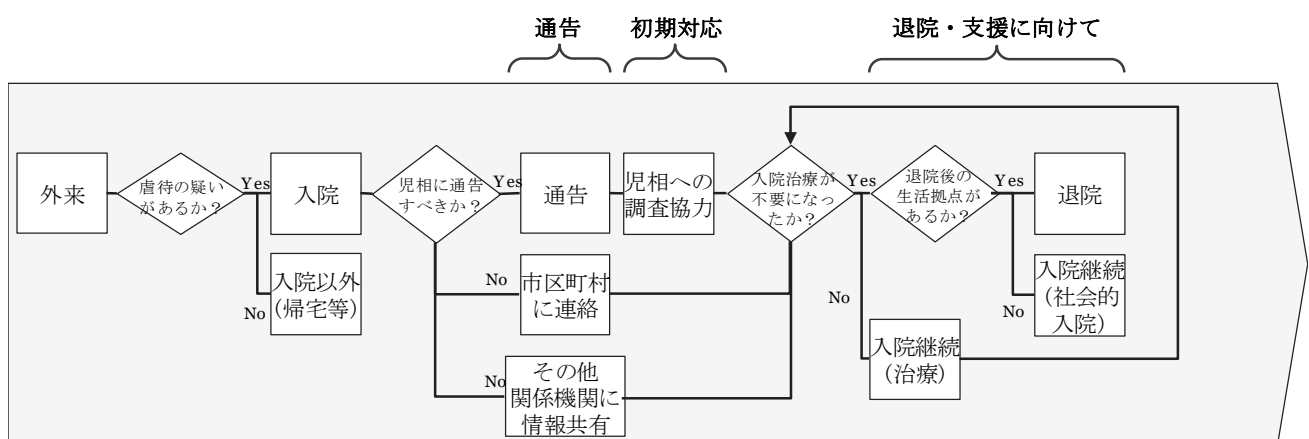 通告
初期対応
退院・支援に向けて
外来
虐待の疑い
があるか？
Yes
No
入院
入院以外
（帰宅等）
児相に通告
すべきか？
Yes
No
No
通告
市区町村
に連絡
その他
関係機関に
情報共有
児相への
調査協力
入院治療が
不要になっ
たか？
Yes
No
入院継続
（治療）
退院後の
生活拠点が
あるか？
Yes
No
退院
入院継続
（社会的
入院）